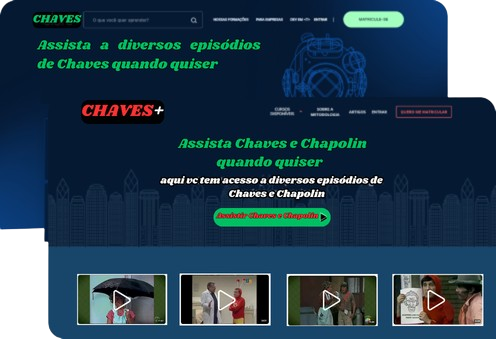 CHAVES
O que você quer aprender?
NOSSAS FORMAÇÕES PARA EMPRESAS DEV EM <T> ENTRAR
MATRICULE-SE
Assista a diversos episódios
de Chaves quando quiser
CHAVES+
CURSOS
DISPONÍVEIS
SOBRE A
METODOLOGIA
ARTIGOS ENTRAR
QUERO ME MATRICULAR
Assista Chaves e Chapolin
quando quiser
aqui vc tem acesso a diversos episódios de
Chaves e Chapolin
Assistir Chaves e Chapolin